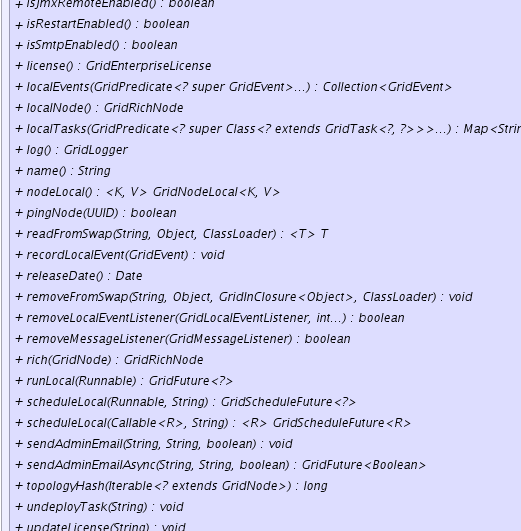 + isJmxRemoteEnabled() : boolean
+ isRestartEnabled() : boolean
+ isSmtpEnabled() : boolean
+ license() : GridEnterpriseLicense
+ localEvents(GridPredicate<? super GridEvent>...) : Collection<GridEvent>
+ localNode() : GridRichNode
+ localTasks(GridPredicate<? super Class<? extends GridTask<?, ?>>>...) : Map<Strin
+ log() : GridLogger
+ name() : String
+ nodeLocal() : <K, V> GridNodeLocal<K, V>
+ pingNode(UUID) : boolean
+ readFromSwap(String, Object, ClassLoader) : <T> T
+ recordLocalEvent(GridEvent) : void
+ releaseDate() : Date
+ removeFromSwap(String, Object, GridInClosure<Object>, ClassLoader) : void
+ removeLocalEventListener(GridLocalEventListener, int...) : boolean
+ removeMessageListener(GridMessageListener) : boolean
+ rich(GridNode) : GridRichNode
+ runLocal(Runnable) : GridFuture<?>
+ scheduleLocal(Runnable, String) : GridScheduleFuture<?>
+ scheduleLocal(Callable<R>, String) : <R> GridScheduleFuture<R>
+ sendAdminEmail(String, String, boolean) : void
+ sendAdminEmailAsync(String, String, boolean) : GridFuture<Boolean>
+ topologyHash(Iterable<? extends GridNode>) : long
+ undeployTask(String) : void
+ updateLicense(String) : void